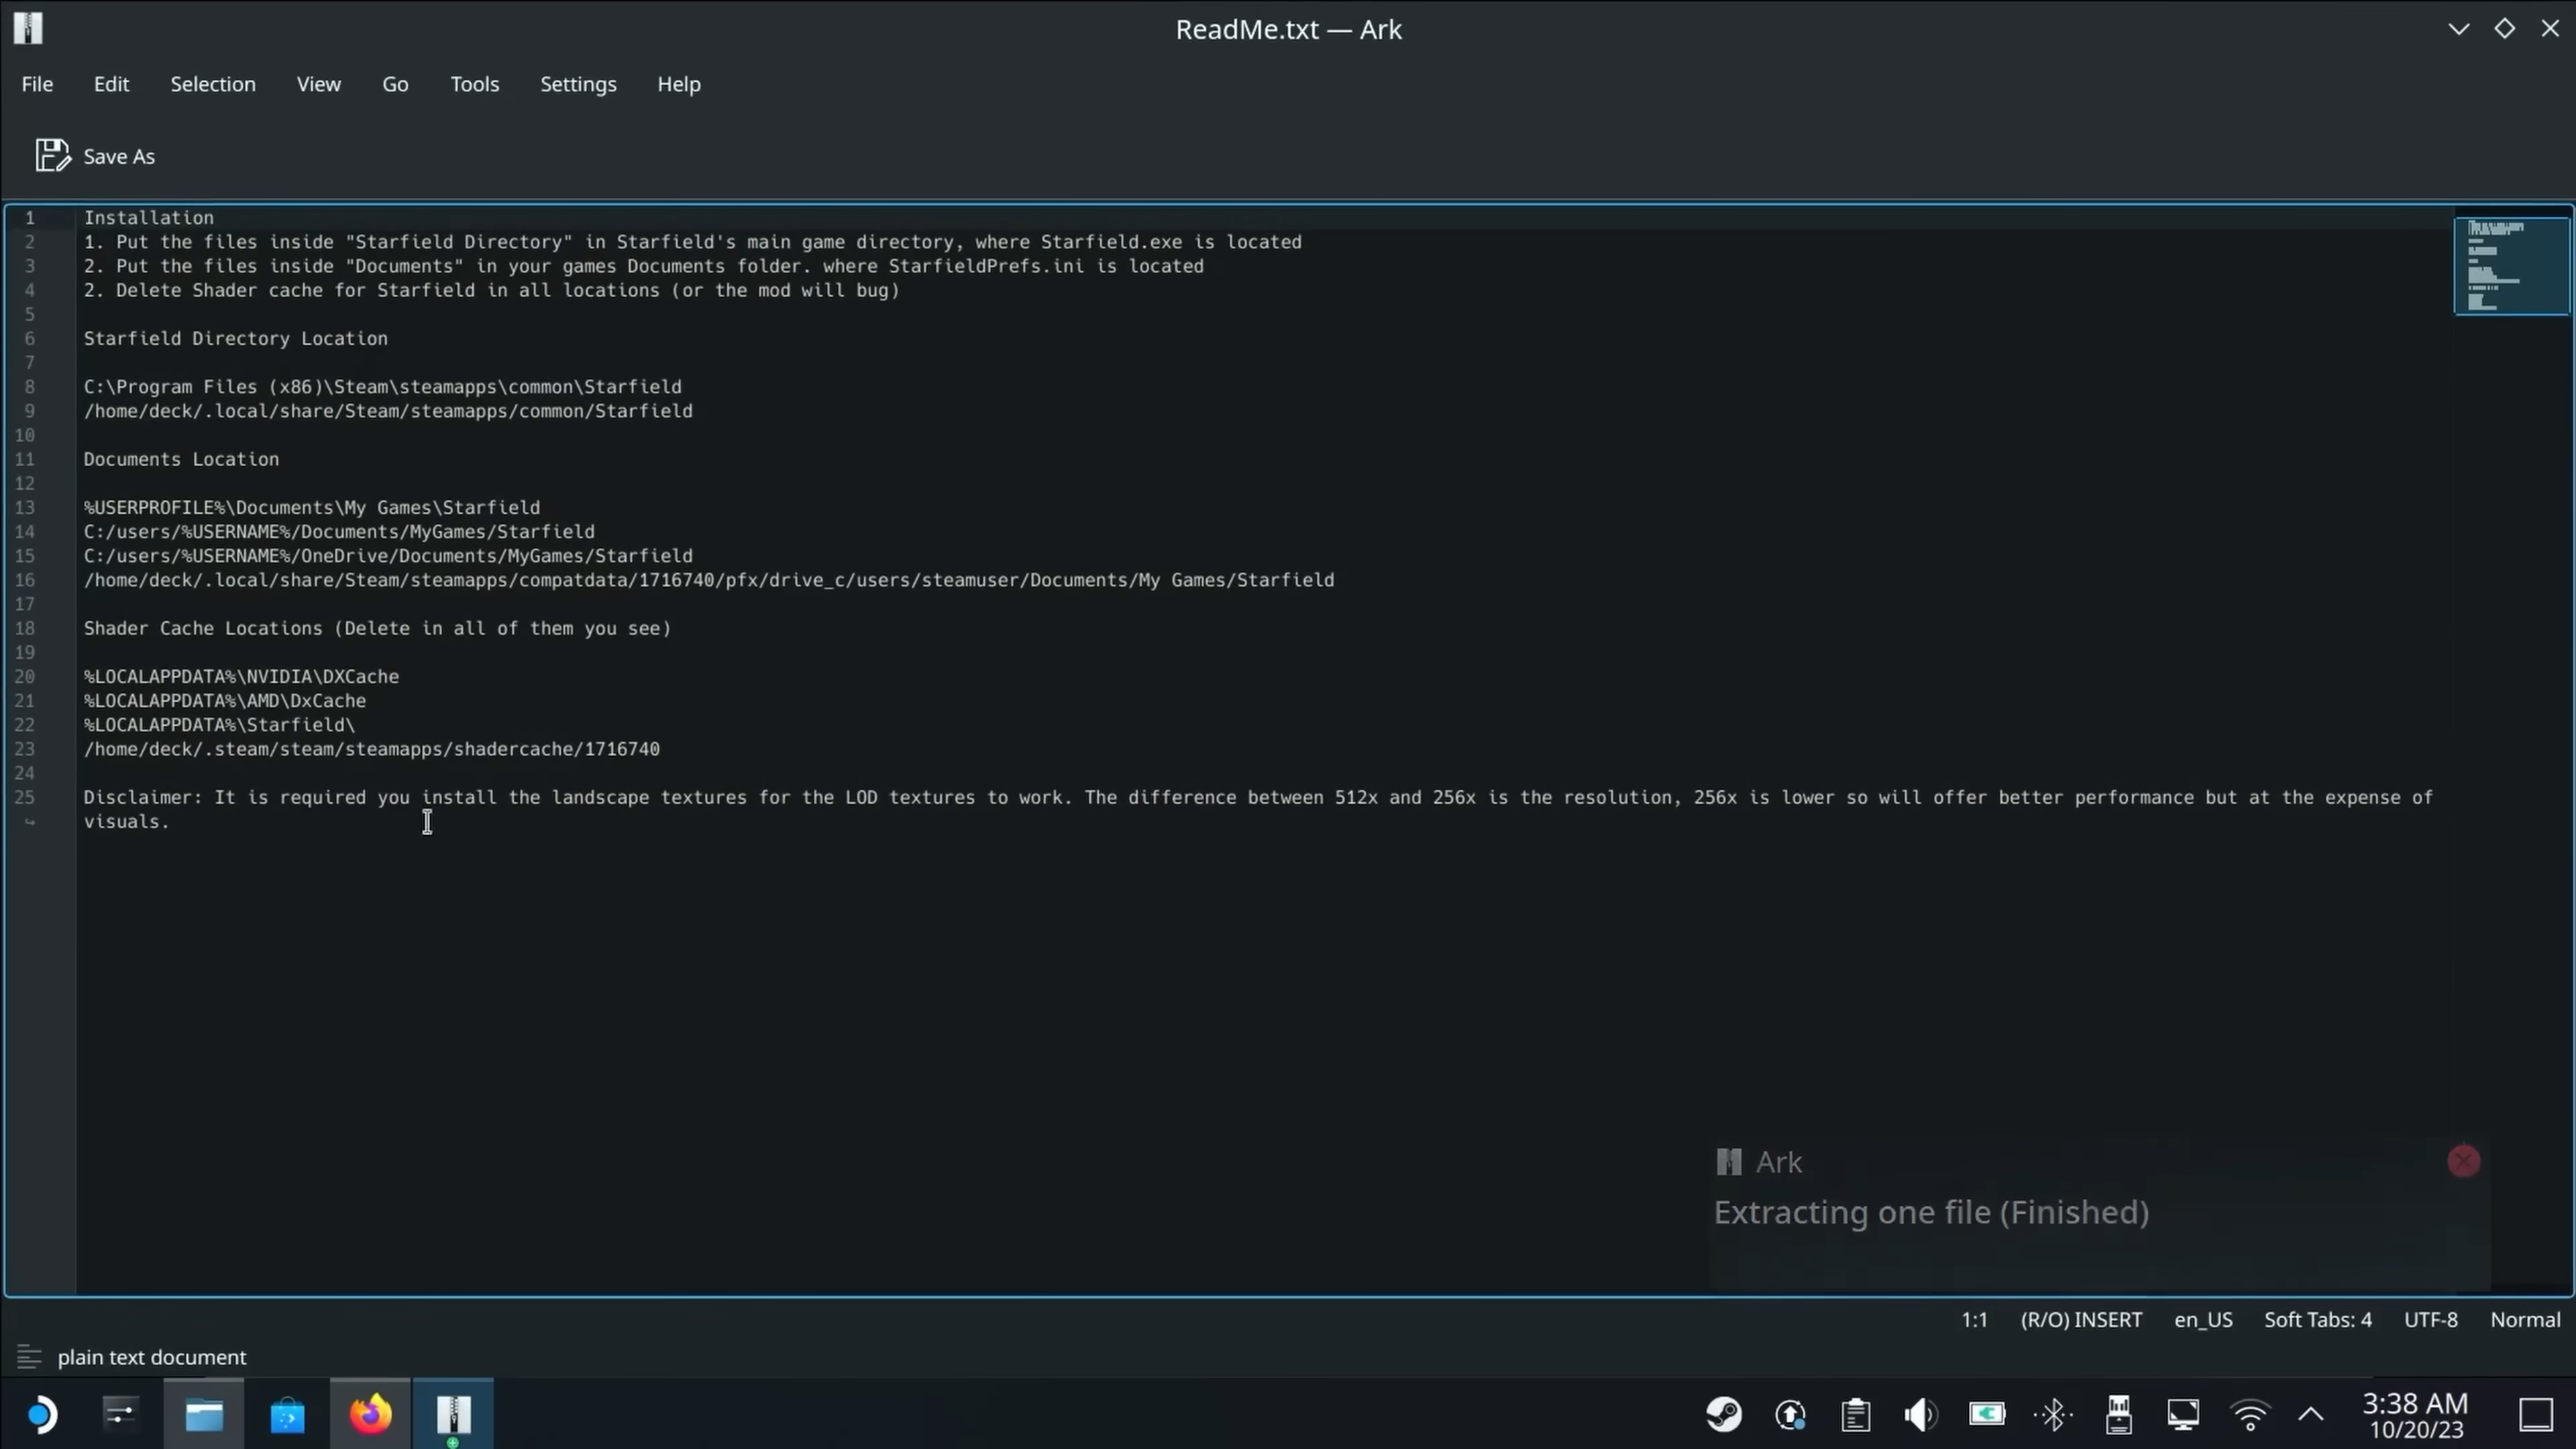 ReadMe.txt — Ark
File Edit Selection View Go Tools Settings Help
Save As
1 Installation
2 1. Put the files inside "Starfield Directory" in Starfield's main game directory, where Starfield.exe is located
3 2. Put the files inside "Documents" in your games Documents folder. where StarfieldPrefs.ini is located
4 2. Delete Shader cache for Starfield in all locations (or the mod will bug)
5
6 Starfield Directory Location
7
8 C:\Program Files (x86)\Steam\steamapps\common\Starfield
9 /home/deck/.local/share/Steam/steamapps/common/Starfield
10
11 Documents Location
12
13 %USERPROFILE%\Documents\My Games\Starfield
14 C:/users/%USERNAME%/Documents/MyGames/Starfield
15 C:/users/%USERNAME%/OneDrive/Documents/MyGames/Starfield
16 /home/deck/.local/share/Steam/steamapps/compatdata/1716740/pfx/drive_c/users/steamuser/Documents/My Games/Starfield
17
18 Shader Cache Locations (Delete in all of them you see)
19
20 %LOCALAPPDATA%\NVIDIA\DXCache
21 %LOCALAPPDATA%\AMD\DxCache
22 %LOCALAPPDATA%\Starfield\
23 /home/deck/.steam/steam/steamapps/shadercache/1716740
24
25 Disclaimer: It is required you install the landscape textures for the LOD textures to work. The difference between 512x and 256x is the resolution, 256x is lower so will offer better performance but at the expense of
visuals.
Ark
Extracting one file (Finished)
1:1 (R/O) INSERT en_US Soft Tabs: 4 UTF-8 Normal
plain text document
3:38 AM
10/20/23